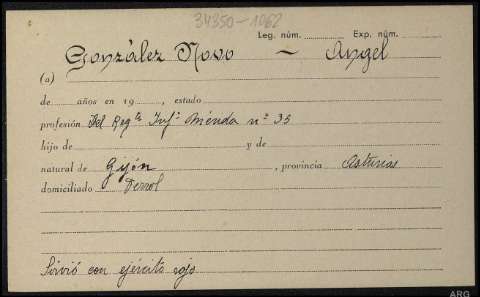 34350-1062
Leg. núm. Exp. núm.
González Novo ~ Angel
(a)
de años en 19 , estado
profesión Del Regto Infa Mérida nº 35
hijo de y de
natural de Gijón , provincia Asturias
domiciliado Ferrol
Sirvió con ejército rojo
ARG